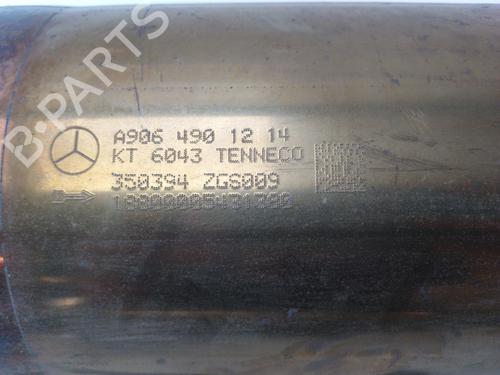 B-PARTS
A906 490 12 14
KT 6043 TENNECO
350394 ZGS009